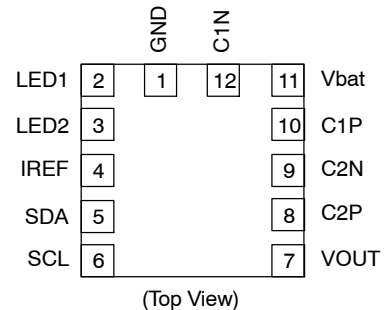 GND C1N
LED1 2 1 12 11 Vbat
LED2 3 10 C1P
IREF 4 9 C2N
SDA 5 8 C2P
SCL 6 7 VOUT
(Top View)